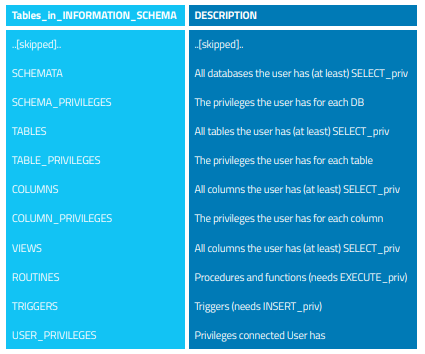 Tables_in_INFORMATION_SCHEMA DESCRIPTION
..[skipped].. ..[skipped]..
SCHEMATA All databases the user has (at least) SELECT_priv
SCHEMA_PRIVILEGES The privileges the user has for each DB
TABLES All tables the user has (at least) SELECT_priv
TABLE_PRIVILEGES The privileges the user has for each table
COLUMNS All columns the user has (at least) SELECT_priv
COLUMN_PRIVILEGES The privileges the user has for each column
VIEWS All columns the user has (at least) SELECT_priv
ROUTINES Procedures and functions (needs EXECUTE_priv)
TRIGGERS Triggers (needs INSERT_priv)
USER_PRIVILEGES Privileges connected User has